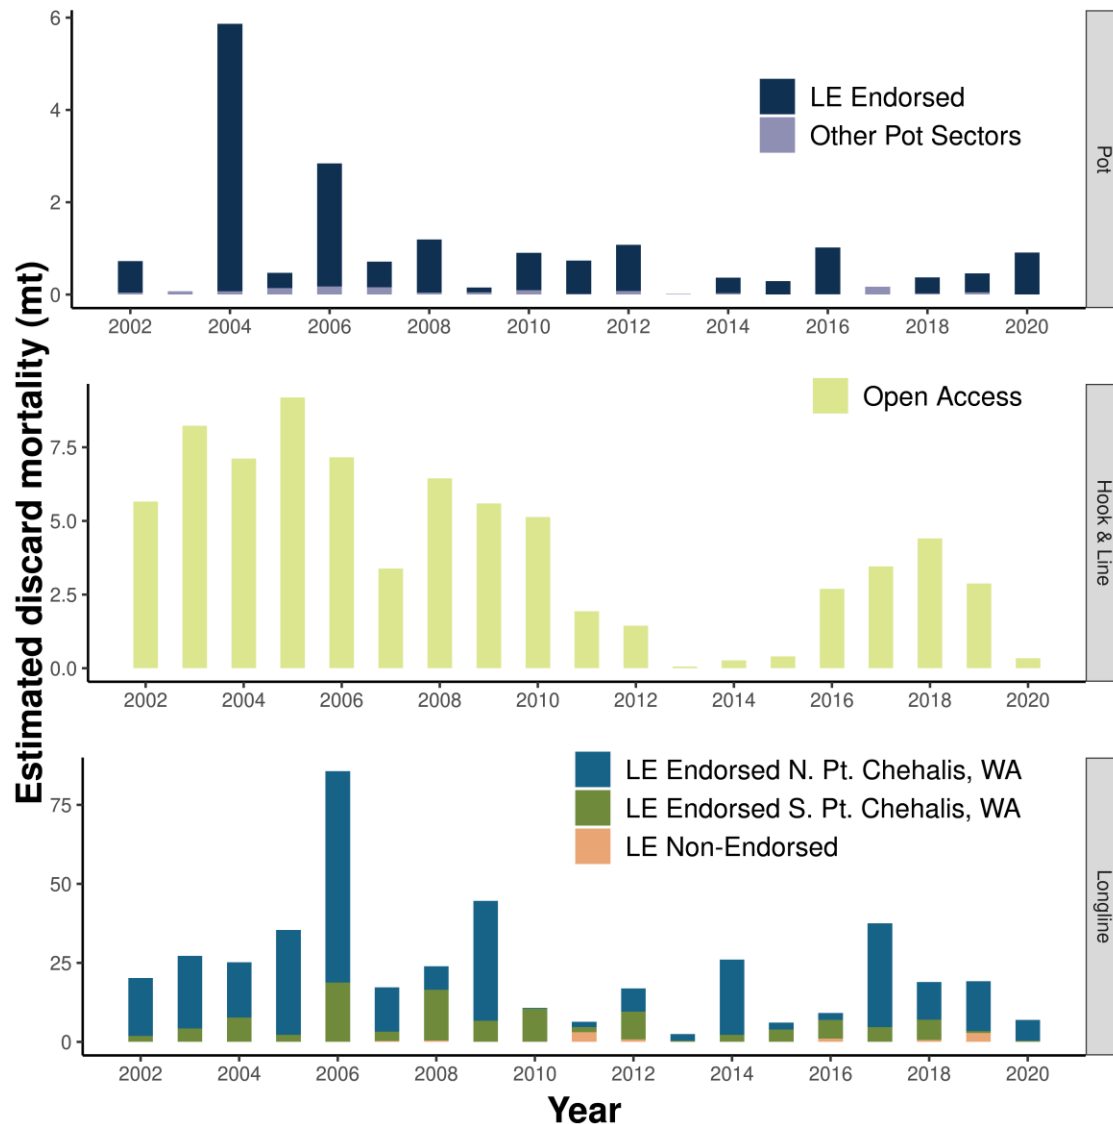 6
4
2
0
LE Endorsed
Other Pot Sectors
Pot
2002 2004 2006 2008 2010 2012 2014 2016 2018 2020
Estimated discard mortality (mt)
7.5
5.0
2.5
0.0
Open Access
Hook & Line
2002 2004 2006 2008 2010 2012 2014 2016 2018 2020
75
50
25
0
LE Endorsed N. Pt. Chehalis, WA
LE Endorsed S. Pt. Chehalis, WA
LE Non-Endorsed
Longline
2002 2004 2006 2008 2010 2012 2014 2016 2018 2020
Year